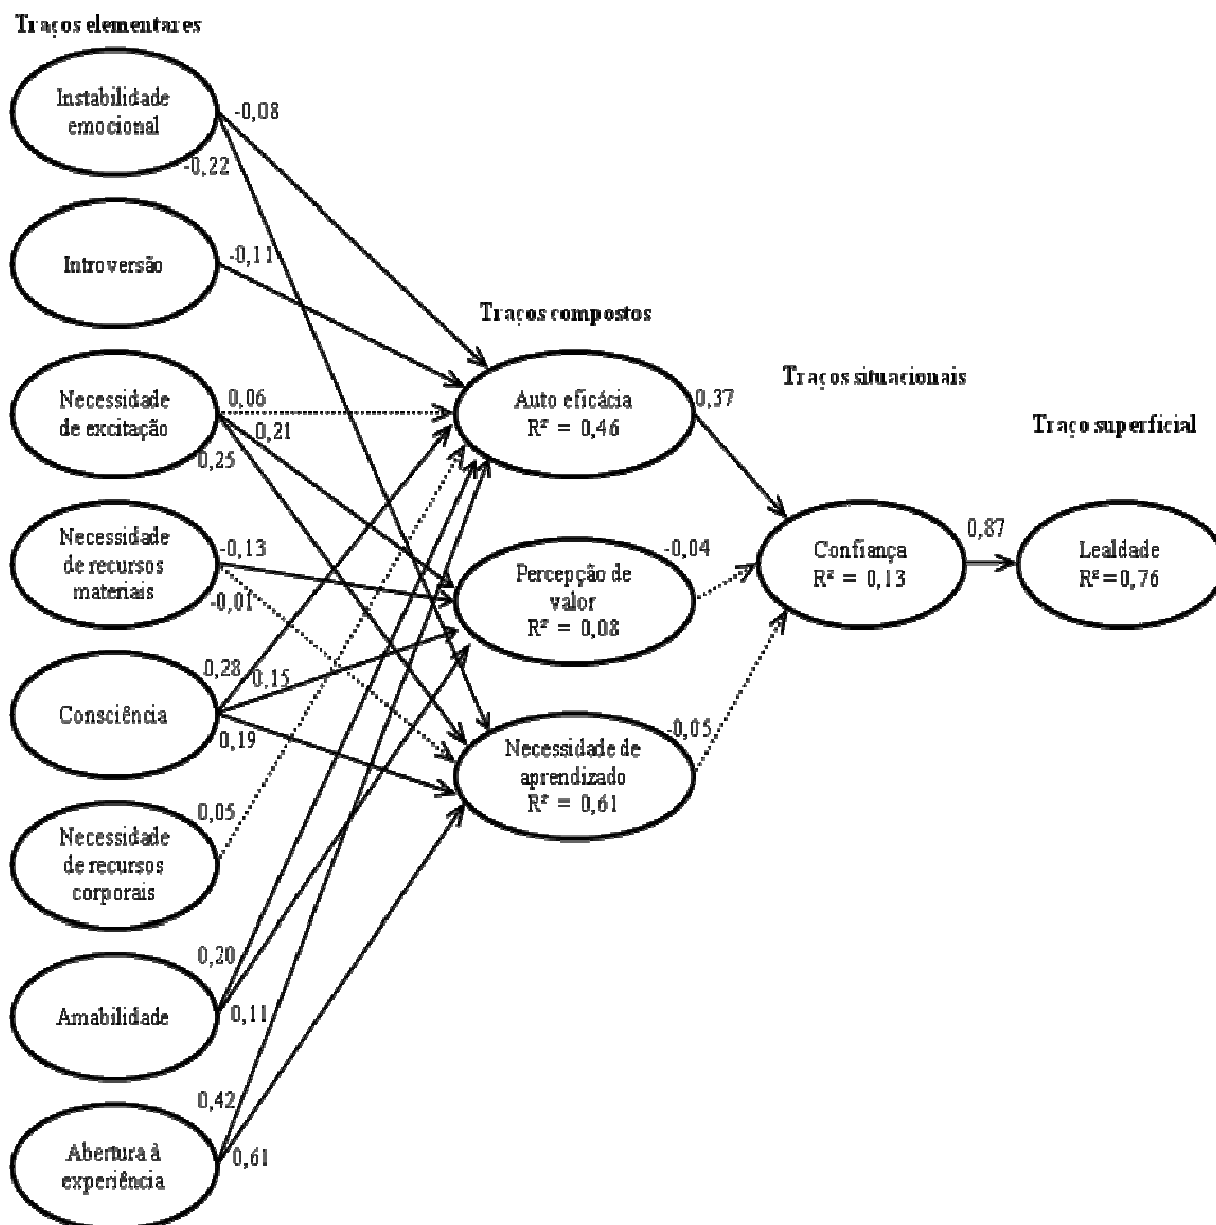 Traços elementares
Instabilidade
emocional
-0,08
-0,22
Introversão
-0,11
Necessidade
de excitação
0,06
0,21
0,25
Necessidade
de recursos
materiais
-0,13
-0,01
Consciência
0,28
0,15
0,19
Necessidade
de recursos
corporais
0,05
Amabilidade
0,20
0,11
Abertura à
experiência
0,42
0,61
Traços compostos
Auto eficácia
R² = 0,46
0,37
Percepção de
valor
R² = 0,08
-0,04
Necessidade de
aprendizado
R² = 0,61
-0,05
Traços situacionais
Confiança
R² = 0,13
0,87
Traço superficial
Lealdade
R²=0,76